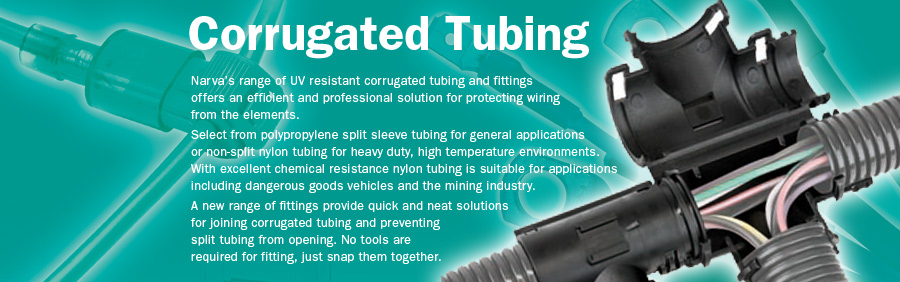 Corrugated Tubing
Narva's range of UV resistant corrugated tubing and fittings
offers an efficient and professional solution for protecting wiring
from the elements.
Select from polypropylene split sleeve tubing for general applications
or non-split nylon tubing for heavy duty, high temperature environments.
With excellent chemical resistance nylon tubing is suitable for applications
including dangerous goods vehicles and the mining industry.
A new range of fittings provide quick and neat solutions
for joining corrugated tubing and preventing
split tubing from opening. No tools are
required for fitting, just snap them together.